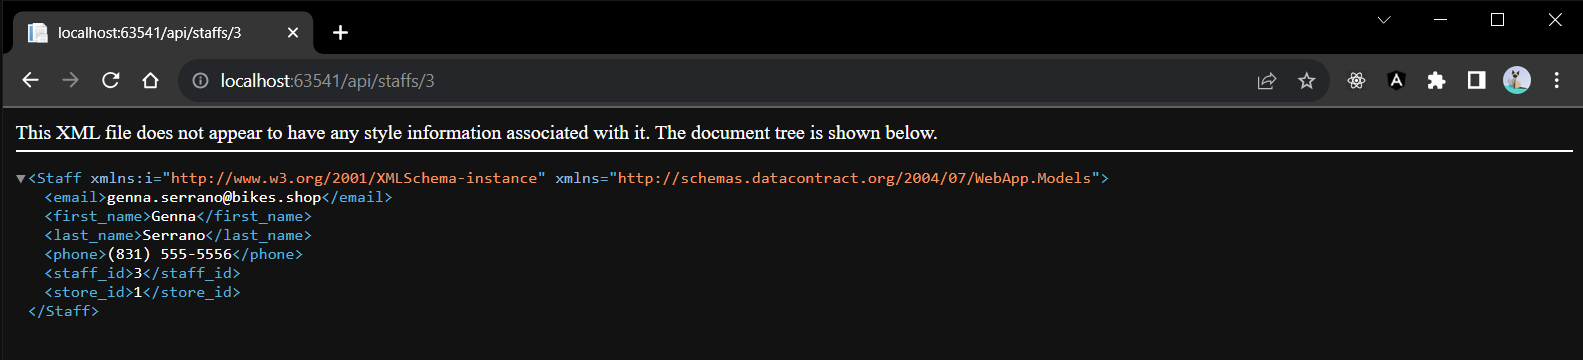 localhost:63541/api/staffs/3
localhost:63541/api/staffs/3
This XML file does not appear to have any style information associated with it. The document tree is shown below.
▼<Staff xmlns:i="http://www.w3.org/2001/XMLSchema-instance" xmlns="http://schemas.datacontract.org/2004/07/WebApp.Models">
<email>genna.serrano@bikes.shop</email>
<first_name>Genna</first_name>
<last_name>Serrano</last_name>
<phone>(831) 555-5556</phone>
<staff_id>3</staff_id>
<store_id>1</store_id>
</Staff>